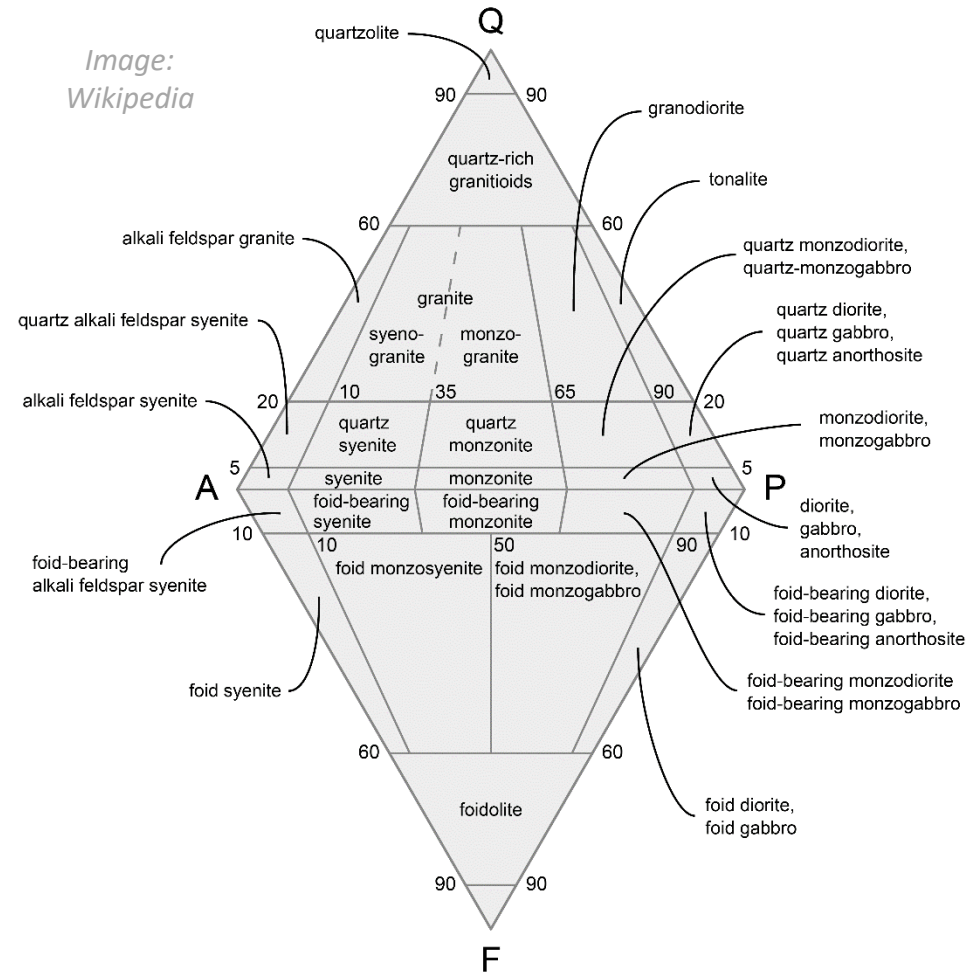 Q
quartzolite
Image:
Wikipedia
90
90
granodiorite
quartz-rich
granitioids
tonalite
60
60
alkali feldspar granite
quartz monzodiorite,
quartz-monzogabbro
granite
quartz alkali feldspar syenite
syeno-
granite
monzo-
granite
quartz diorite,
quartz gabbro,
quartz anorthosite
alkali feldspar syenite
20
10
35
65
90
20
quartz
syenite
quartz
monzonite
monzodiorite,
monzogabbro
5
5
A
syenite
monzonite
P
foid-bearing
syenite
foid-bearing
monzonite
diorite,
gabbro,
anorthosite
10
10
50
90
10
foid-bearing
alkali feldspar syenite
foid monzosyenite
foid monzodiorite,
foid monzogabbro
foid-bearing diorite,
foid-bearing gabbro,
foid-bearing anorthosite
foid syenite
foid-bearing monzodiorite
foid-bearing monzogabbro
60
60
foidolite
foid diorite,
foid gabbro
90
90
F